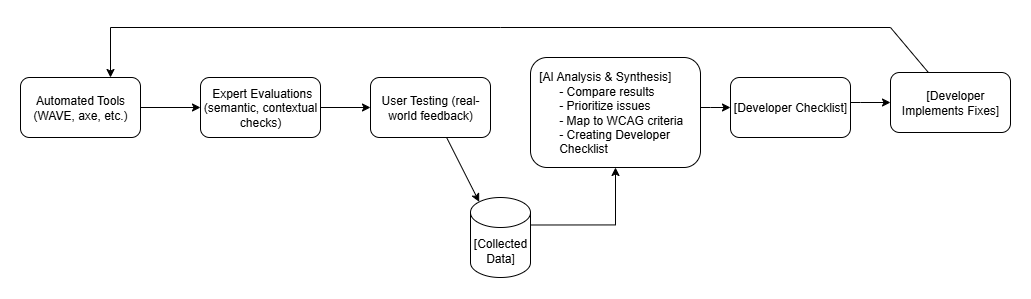 Automated Tools
(WAVE, axe, etc.)
Expert Evaluations
(semantic, contextual
checks)
User Testing (real-
world feedback)
[Collected
Data]
[AI Analysis & Synthesis]
- Compare results
- Prioritize issues
- Map to WCAG criteria
- Creating Developer
Checklist
[Developer Checklist]
[Developer
Implements Fixes]